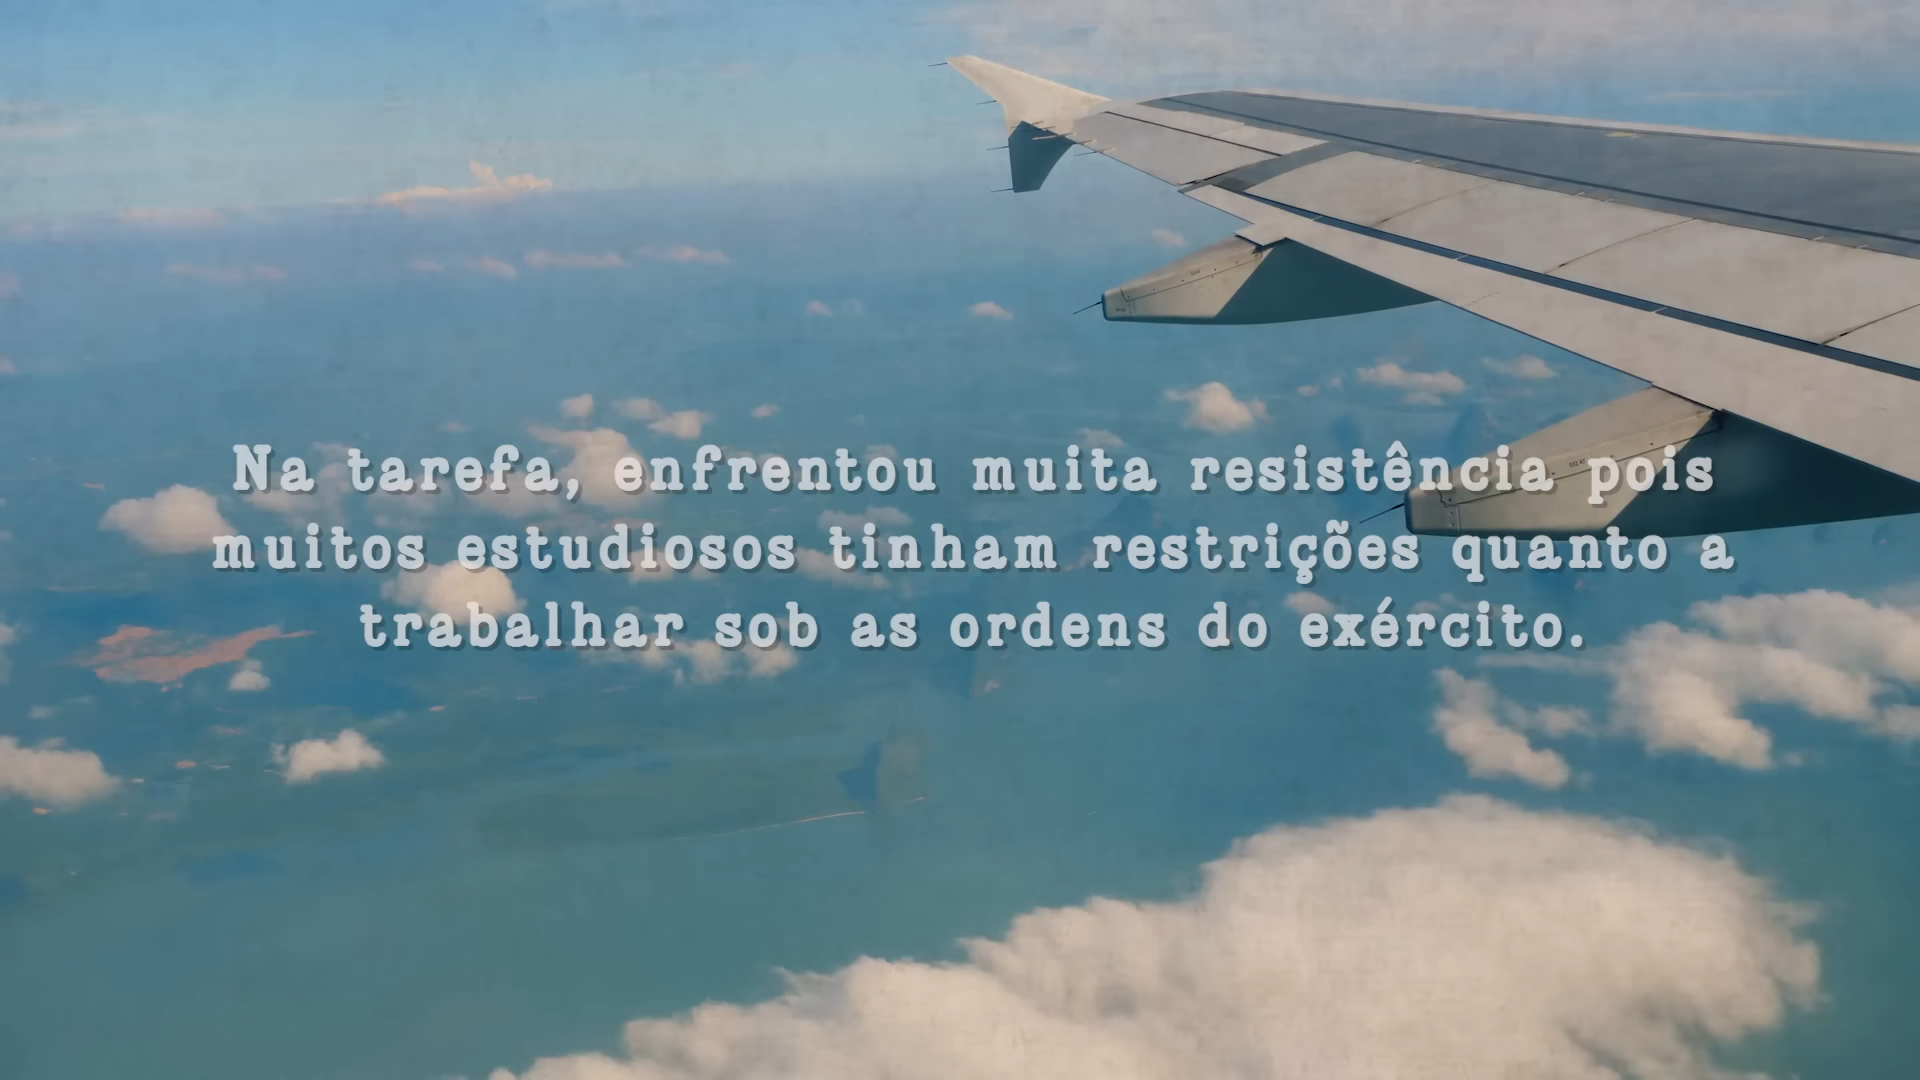 Na tarefa, enfrentou muita resistência pois
muitos estudiosos tinham restrições quanto a
trabalhar sob as ordens do exército.